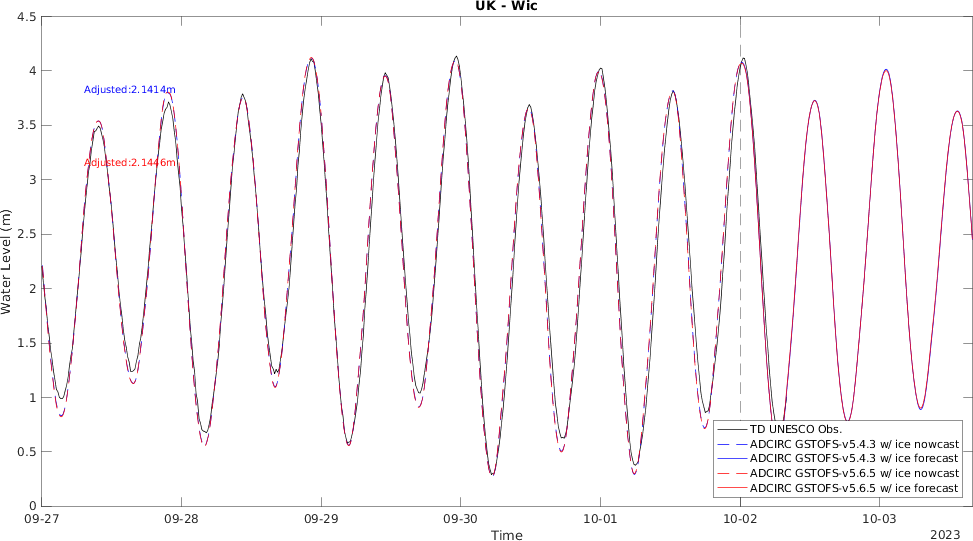 UK - Wic
4.5
4
3.5
3
2.5
2
1.5
1
0.5
0
Water Level (m)
Adjusted:2.1414m
Adjusted:2.1446m
TD UNESCO Obs.
ADCIRC GSTOFS-v5.4.3 w/ ice nowcast
ADCIRC GSTOFS-v5.4.3 w/ ice forecast
ADCIRC GSTOFS-v5.6.5 w/ ice nowcast
ADCIRC GSTOFS-v5.6.5 w/ ice forecast
09-27 09-28 09-29 09-30 10-01 10-02 10-03
Time
2023